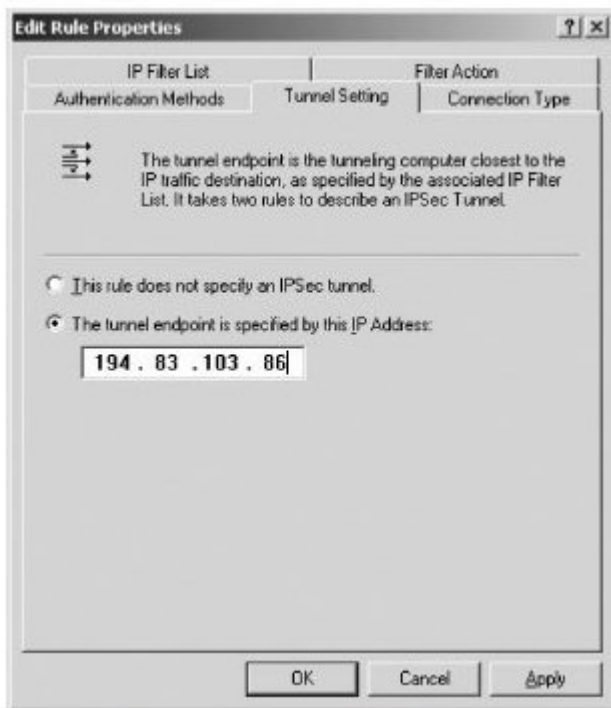 Edit Rule Properties
IP Filter List
Filter Action
Authentication Methods
Tunnel Setting
Connection Type
The tunnel endpoint is the tunneling computer closest to the
IP traffic destination, as specified by the associated IP Filter
List. It takes two rules to describe an IPSec Tunnel.
This rule does not specify an IPSec tunnel.
The tunnel endpoint is specified by this IP Address:
194 . 83 .103 . 86
OK
Cancel
Apply